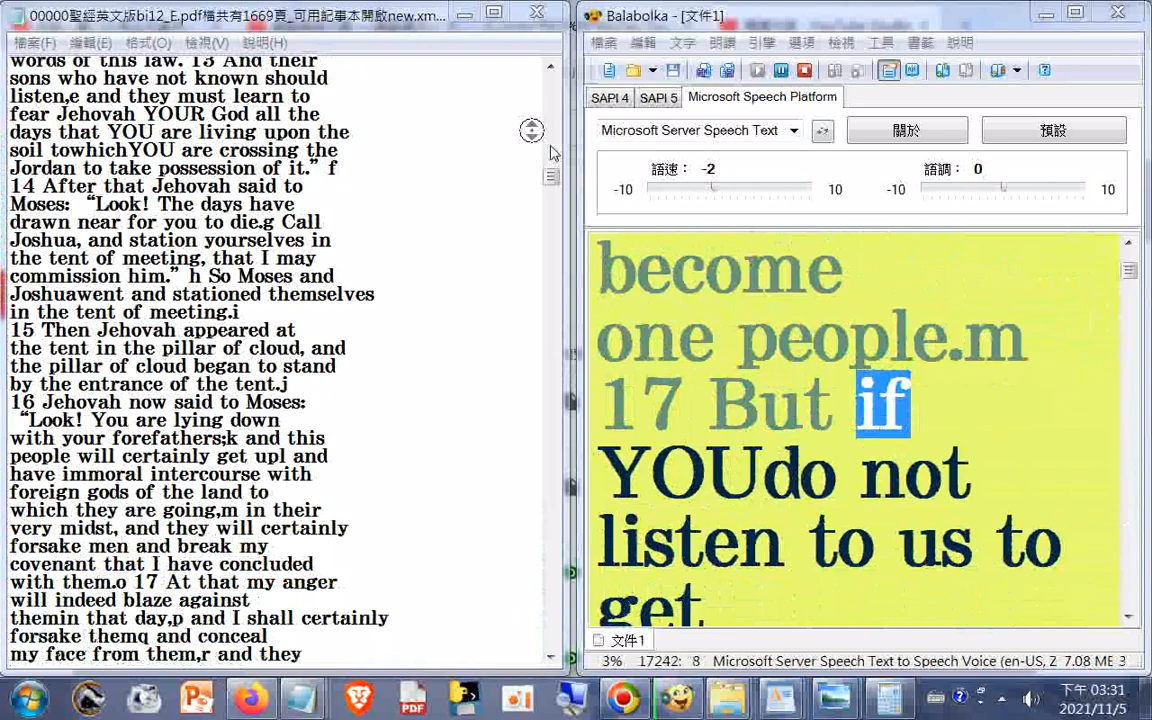 00000聖經英文版bi12_E.pdf檔共有1669頁_可用記事本開啟new.xm...
檔案(F) 編輯(E) 格式(O) 檢視(V) 說明(H)
words of this law. 13 And their
sons who have not known should
listen,e and they must learn to
fear Jehovah YOUR God all the
days that YOU are living upon the
soil towhichYOU are crossing the
Jordan to take possession of it.” f
14 After that Jehovah said to
Moses: “Look! The days have
drawn near for you to die.g Call
Joshua, and station yourselves in
the tent of meeting, that I may
commission him.” h So Moses and
Joshuawent and stationed themselves
in the tent of meeting.i
15 Then Jehovah appeared at
the tent in the pillar of cloud, and
the pillar of cloud began to stand
by the entrance of the tent.j
16 Jehovah now said to Moses:
“Look! You are lying down
with your forefathers;k and this
people will certainly get upl and
have immoral intercourse with
foreign gods of the land to
which they are going,m in their
very midst, and they will certainly
forsake men and break my
covenant that I have concluded
with them.o 17 At that my anger
will indeed blaze against
themin that day,p and I shall certainly
forsake themq and conceal
my face from them,r and they
Balabolka - [文件1]
檔案 編輯 文字 朗讀 引擎 選項 檢視 工具 書籤 說明
SAPI 4 SAPI 5 Microsoft Speech Platform
Microsoft Server Speech Text 關於 預設
語速： -2 語調： 0
-10 10 -10 10
become
one people.m
17 But if
YOUdo not
listen to us to
get
文件1
3% 17242: 8 Microsoft Server Speech Text to Speech Voice (en-US, Z 7.08 ME 3
PDF
下午 03:31
2021/11/5